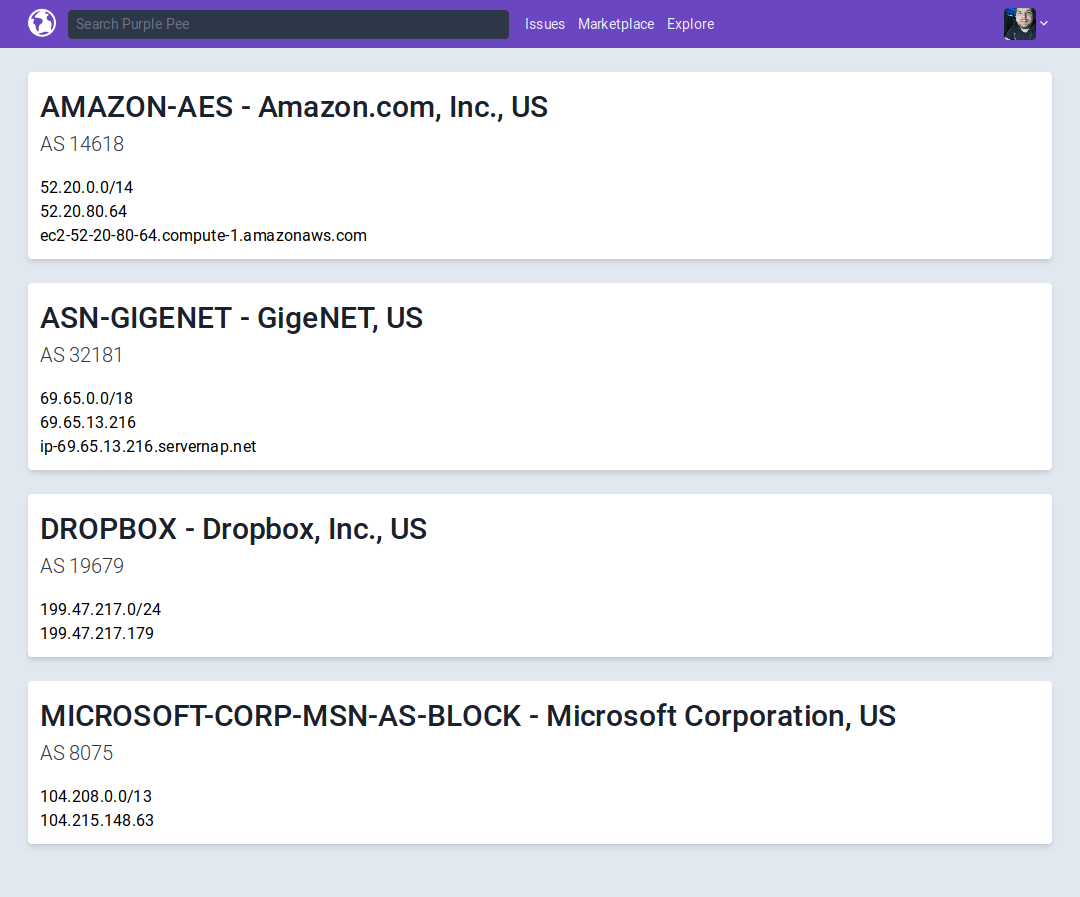 Search Purple Pee Issues Marketplace Explore
AMAZON-AES - Amazon.com, Inc., US
AS 14618
52.20.0.0/14
52.20.80.64
ec2-52-20-80-64.compute-1.amazonaws.com
ASN-GIGENET - GigeNET, US
AS 32181
69.65.0.0/18
69.65.13.216
ip-69.65.13.216.servernap.net
DROPBOX - Dropbox, Inc., US
AS 19679
199.47.217.0/24
199.47.217.179
MICROSOFT-CORP-MSN-AS-BLOCK - Microsoft Corporation, US
AS 8075
104.208.0.0/13
104.215.148.63